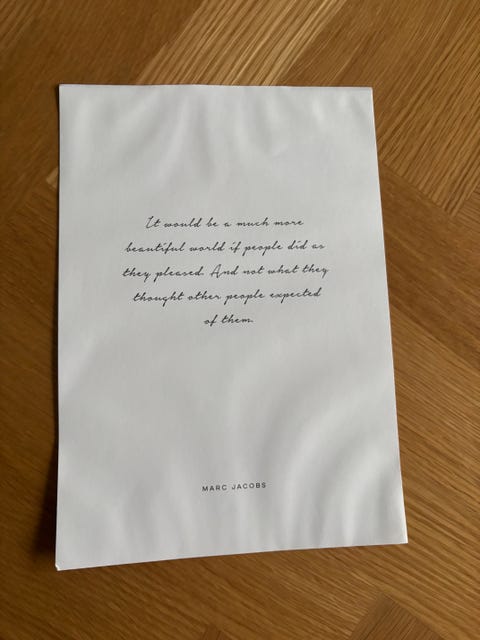 It would be a much more
beautiful world if people did as
they pleased. And not what they
thought other people expected
of them.
MARC JACOBS